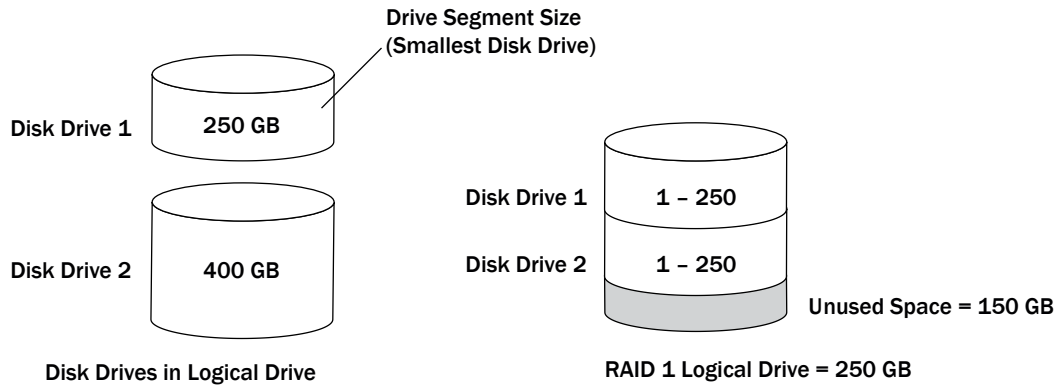 Drive Segment Size
(Smallest Disk Drive)
Disk Drive 1
250 GB
Disk Drive 2
400 GB
Disk Drives in Logical Drive
Disk Drive 1
1 – 250
Disk Drive 2
1 – 250
Unused Space = 150 GB
RAID 1 Logical Drive = 250 GB